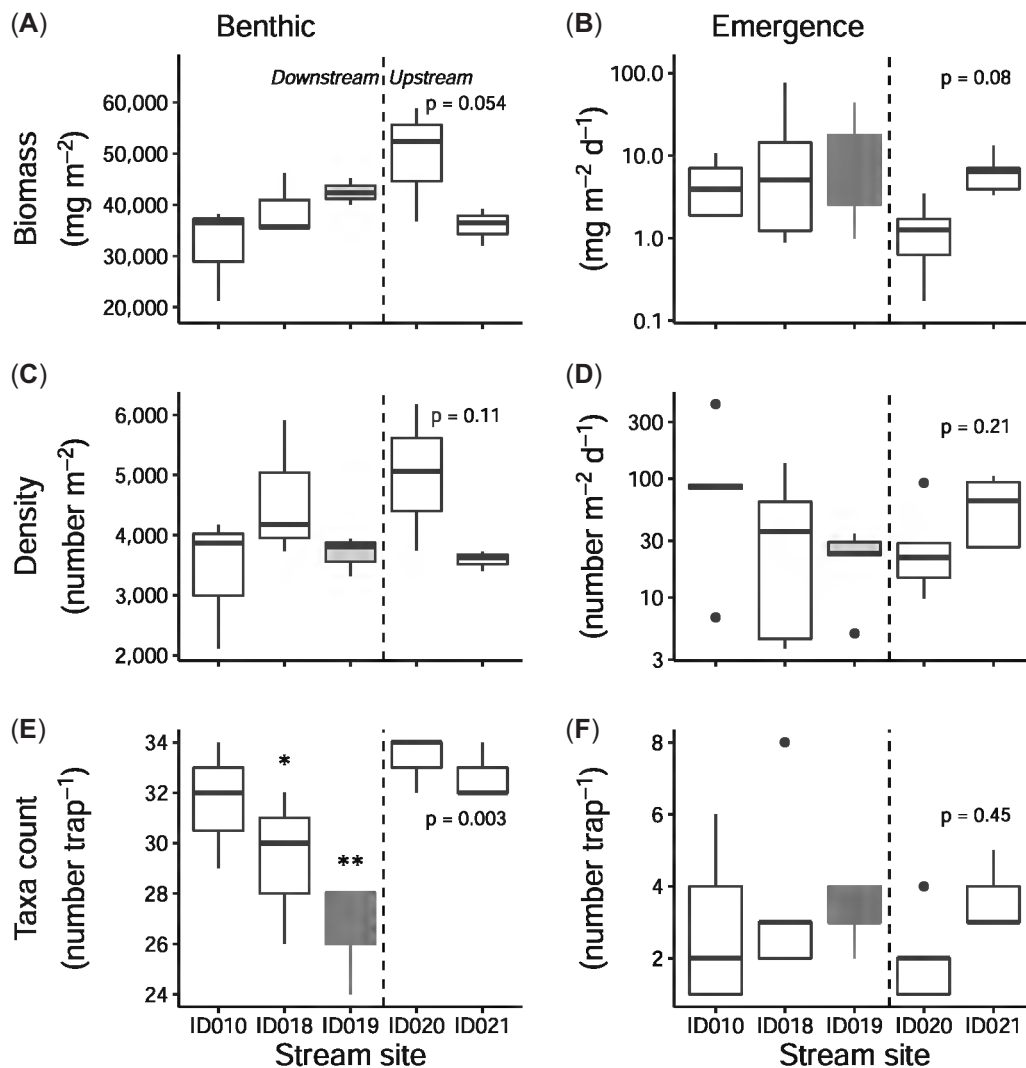 (A)
Benthic
Downstream Upstream
p = 0.054
Biomass
(mg m⁻²)
60,000
50,000
40,000
30,000
20,000
(B)
Emergence
p = 0.08
(mg m⁻² d⁻¹)
100.0
10.0
1.0
0.1
(C)
p = 0.11
Density
(number m⁻²)
6,000
5,000
4,000
3,000
2,000
(D)
p = 0.21
(number m⁻² d⁻¹)
300
100
30
10
3
(E)
*
**
p = 0.003
Taxa count
(number trap⁻¹)
34
32
30
28
26
24
ID010 ID018 ID019 ID020 ID021
Stream site
(F)
p = 0.45
(number trap⁻¹)
8
6
4
2
ID010 ID018 ID019 ID020 ID021
Stream site